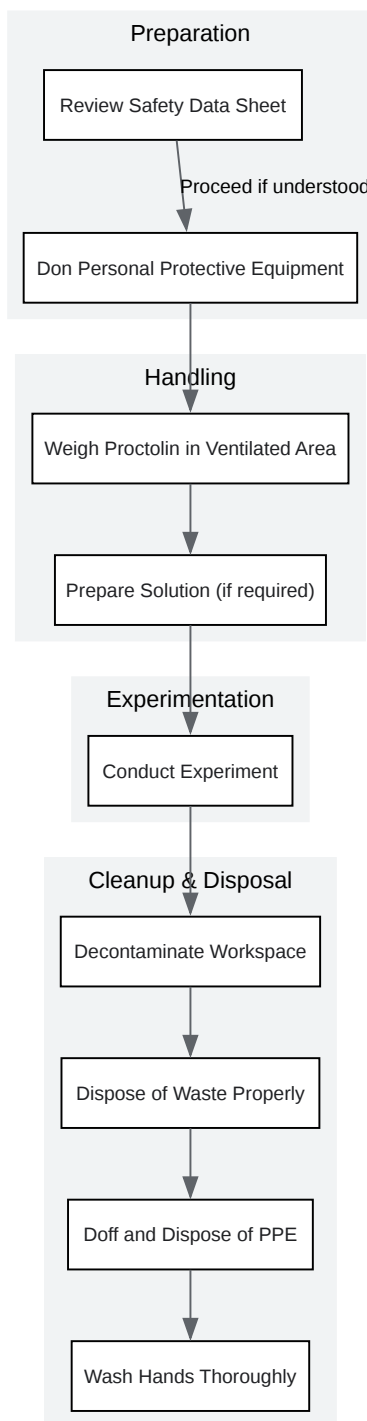 Preparation
Review Safety Data Sheet
Proceed if understood
Don Personal Protective Equipment
Handling
Weigh Proctolin in Ventilated Area
Prepare Solution (if required)
Experimentation
Conduct Experiment
Cleanup & Disposal
Decontaminate Workspace
Dispose of Waste Properly
Doff and Dispose of PPE
Wash Hands Thoroughly